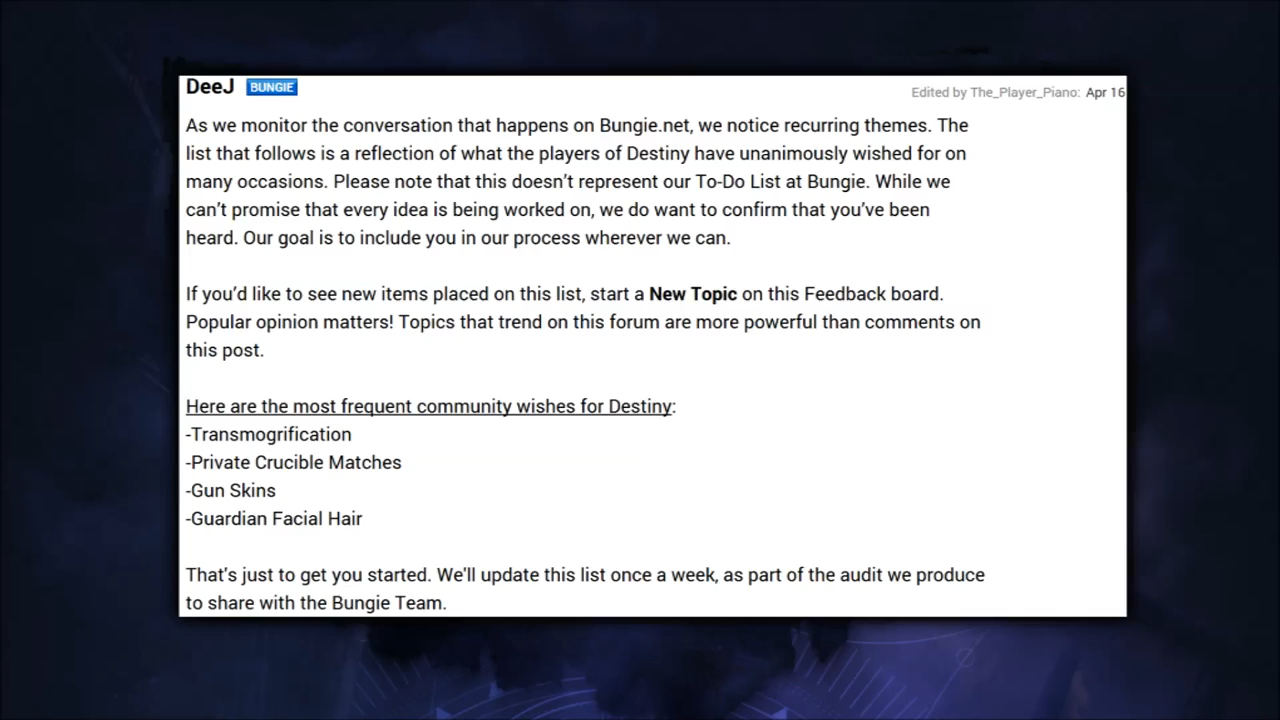 DeeJ BUNGIE
Edited by The_Player_Piano: Apr 16
As we monitor the conversation that happens on Bungie.net, we notice recurring themes. The
list that follows is a reflection of what the players of Destiny have unanimously wished for on
many occasions. Please note that this doesn’t represent our To-Do List at Bungie. While we
can’t promise that every idea is being worked on, we do want to confirm that you’ve been
heard. Our goal is to include you in our process wherever we can.
If you’d like to see new items placed on this list, start a New Topic on this Feedback board.
Popular opinion matters! Topics that trend on this forum are more powerful than comments on
this post.
Here are the most frequent community wishes for Destiny:
-Transmogrification
-Private Crucible Matches
-Gun Skins
-Guardian Facial Hair
That's just to get you started. We'll update this list once a week, as part of the audit we produce
to share with the Bungie Team.